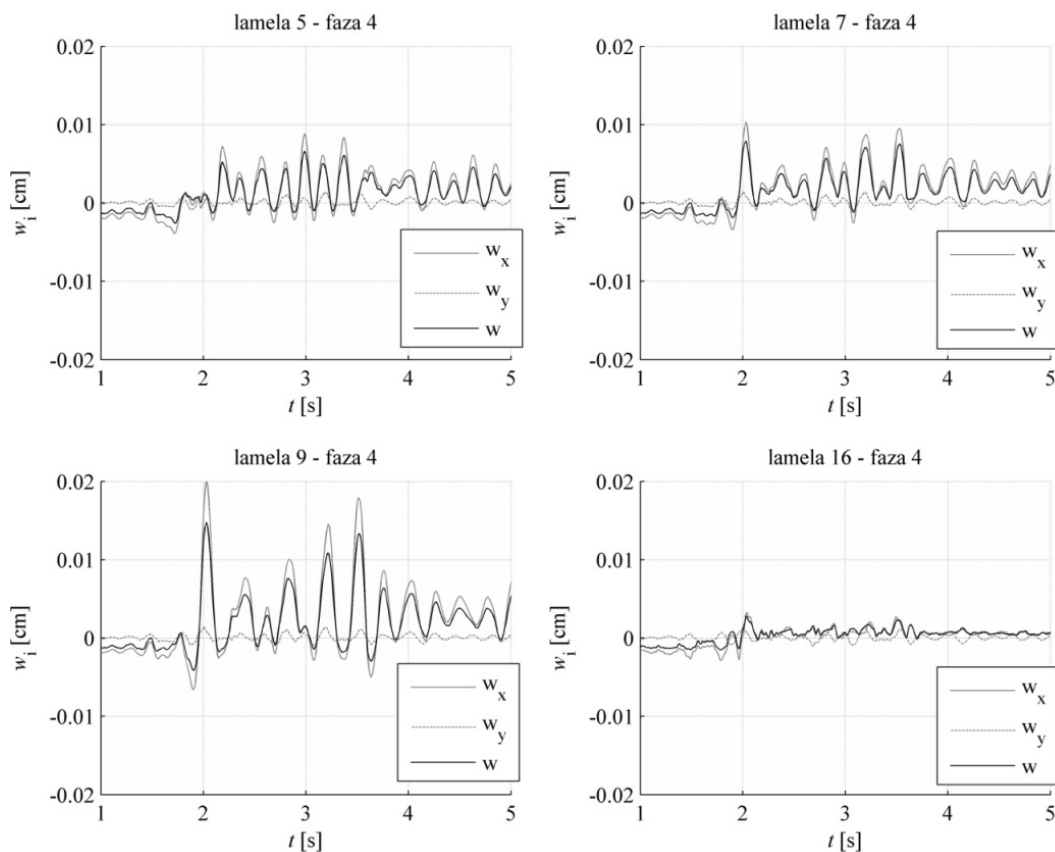 lamela 5 - faza 4
0.02
0.01
0
-0.01
-0.02
w_i [cm]
1 2 3 4 5
t [s]
w_x
w_y
w
lamela 7 - faza 4
0.02
0.01
0
-0.01
-0.02
w_i [cm]
1 2 3 4 5
t [s]
w_x
w_y
w
lamela 9 - faza 4
0.02
0.01
0
-0.01
-0.02
w_i [cm]
1 2 3 4 5
t [s]
w_x
w_y
w
lamela 16 - faza 4
0.02
0.01
0
-0.01
-0.02
w_i [cm]
1 2 3 4 5
t [s]
w_x
w_y
w